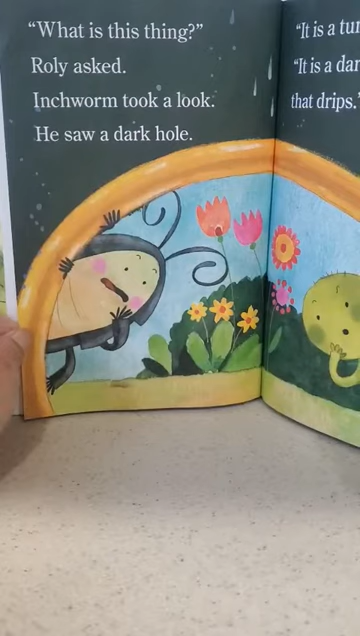 “What is this thing?”
Roly asked.
Inchworm took a look.
He saw a dark hole.
“It is a
“It is a
that drips.